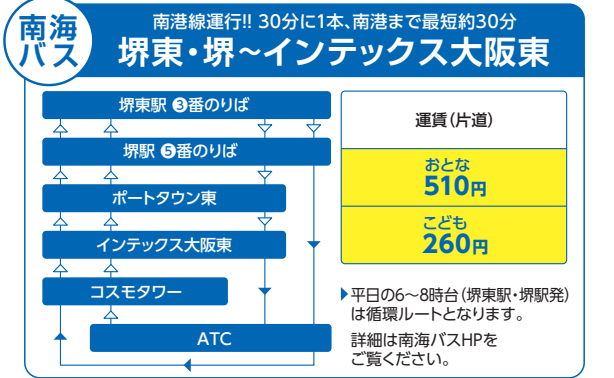 南海
バス
南港線運行!! 30分に1本、南港まで最短約30分
堺東・堺~インテックス大阪東
堺東駅 ❸番のりば
堺駅 ❺番のりば
ポートタウン東
インテックス大阪東
コスモタワー
ATC
運賃(片道)
おとな
510円
こども
260円
平日の6~8時台(堺東駅・堺駅発)
は循環ルートとなります。
詳細は南海バスHPを
ご覧ください。